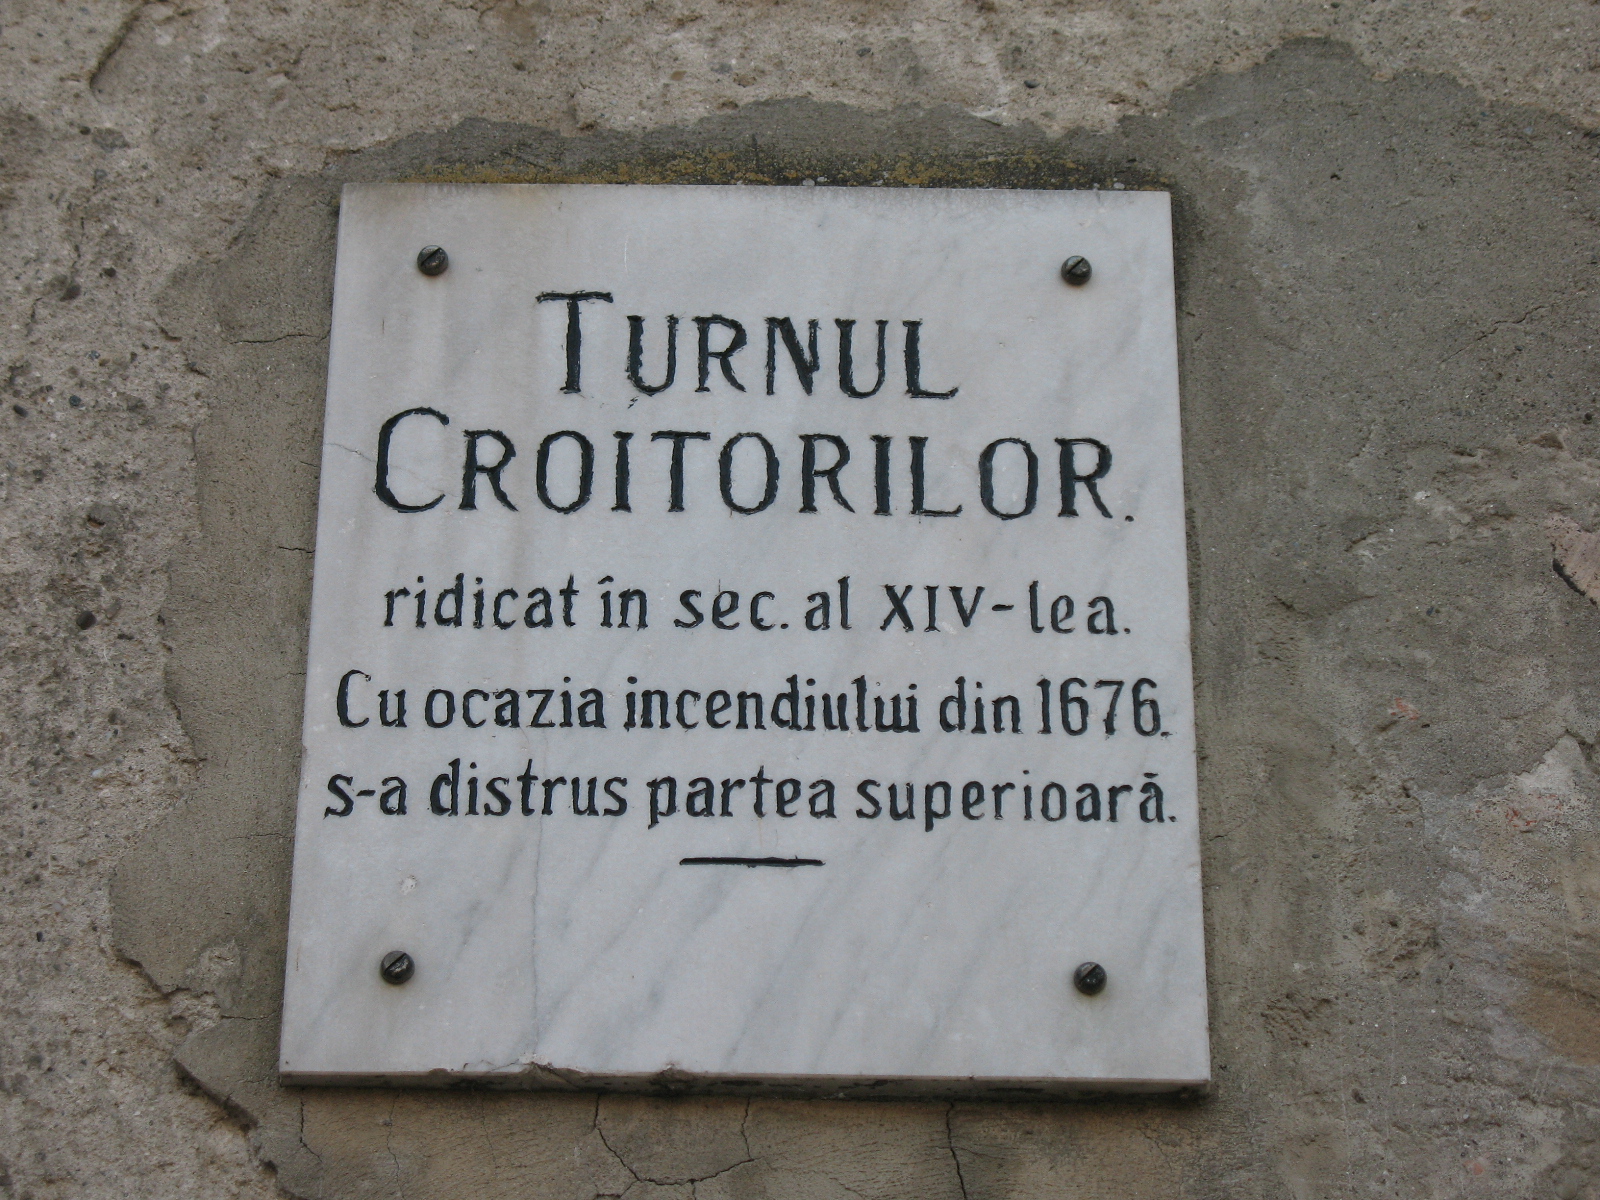 TURNUL
CROITORILOR.
ridicat în sec. al XIV-lea.
Cu ocazia incendiului din 1676.
s-a distrus partea superioară.